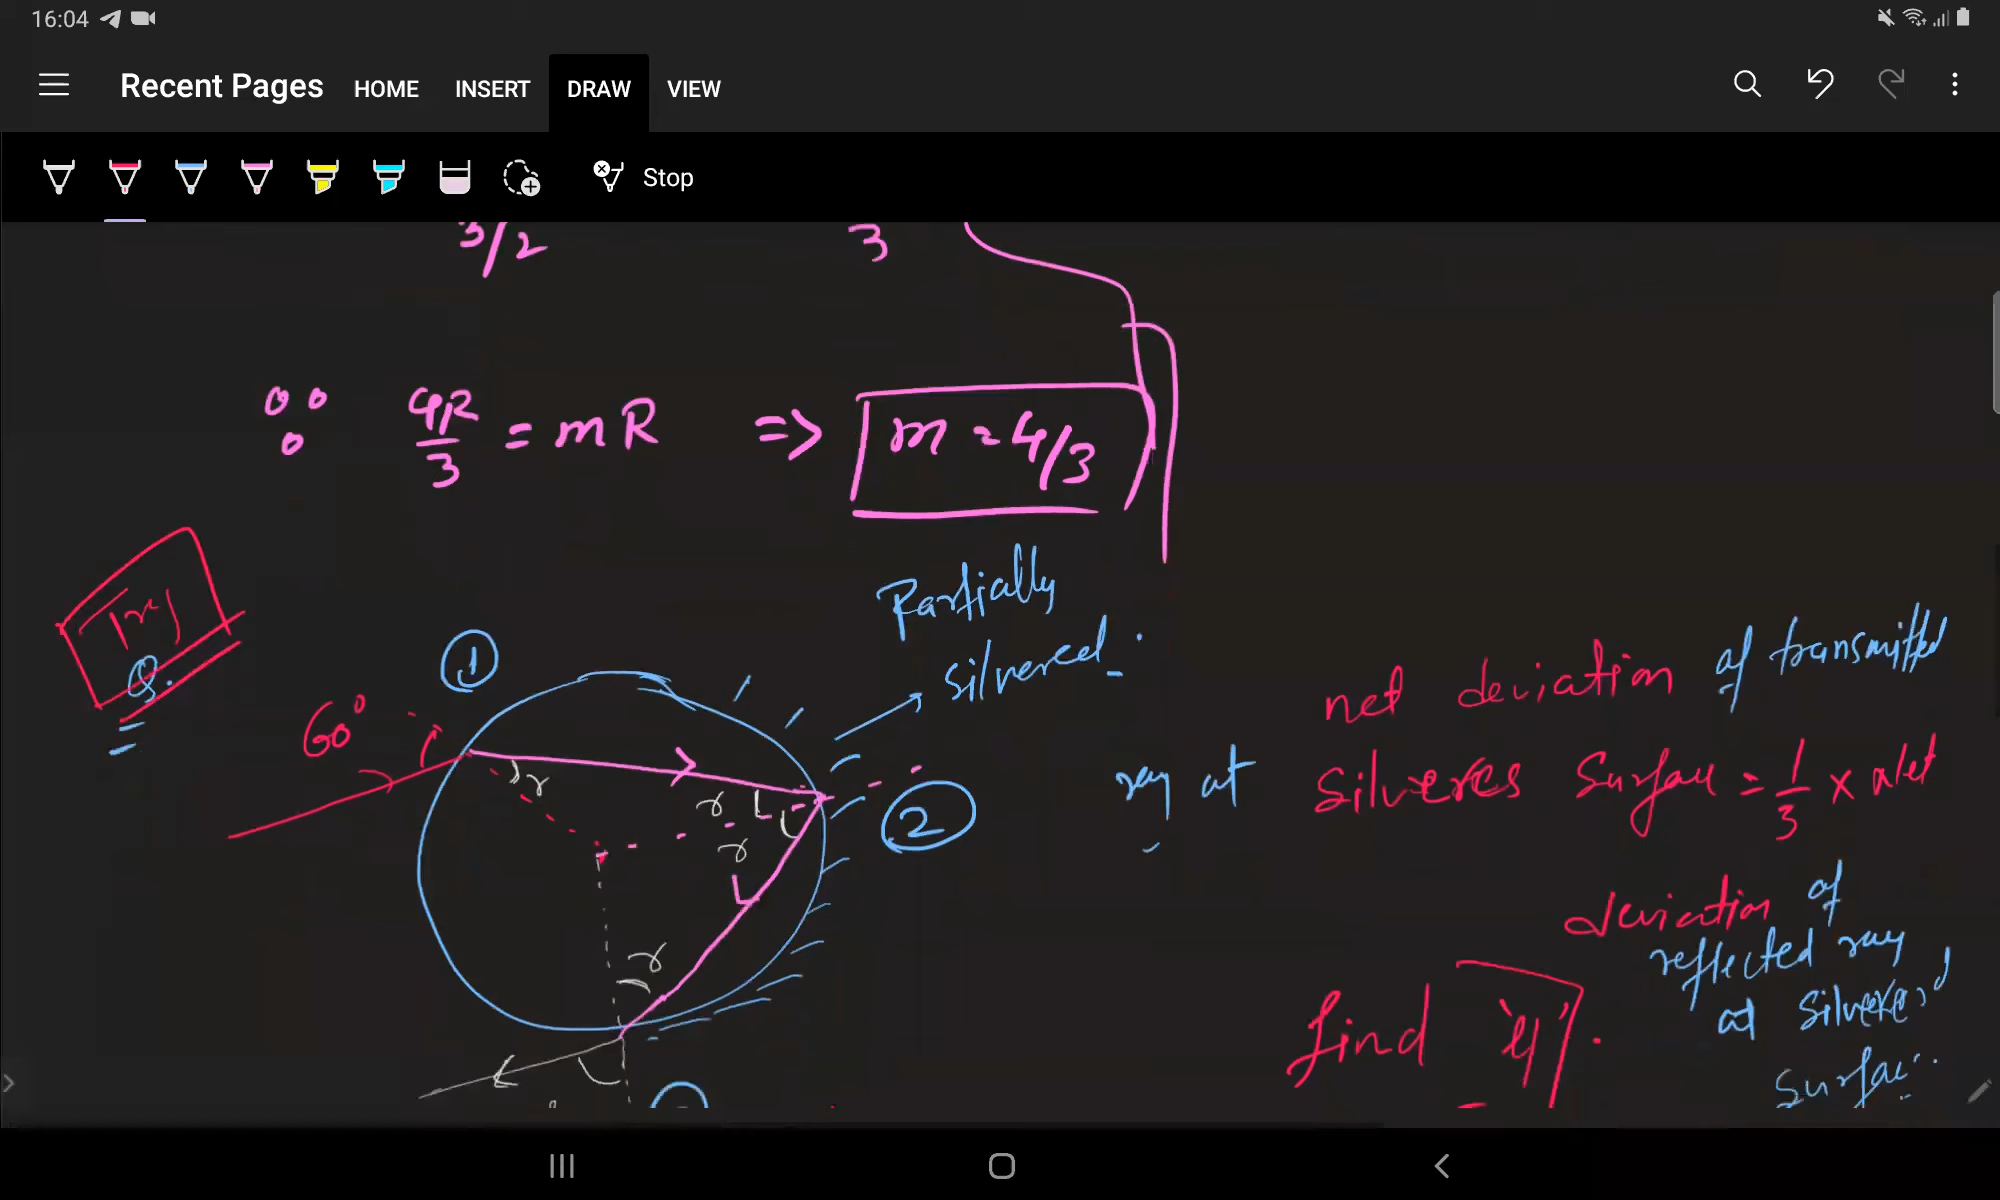 16:04
Recent Pages HOME INSERT DRAW VIEW
Stop
3/2 3
4R/3 = mR => m = 4/3
Try
Q.
1
Partially
silvered.
60°
r
r
2
r
r
net deviation of transmitted
ray at silveres Surface = 1/3 × net
deviation of
reflected ray
at silvered
Surface.
find 'μ'.